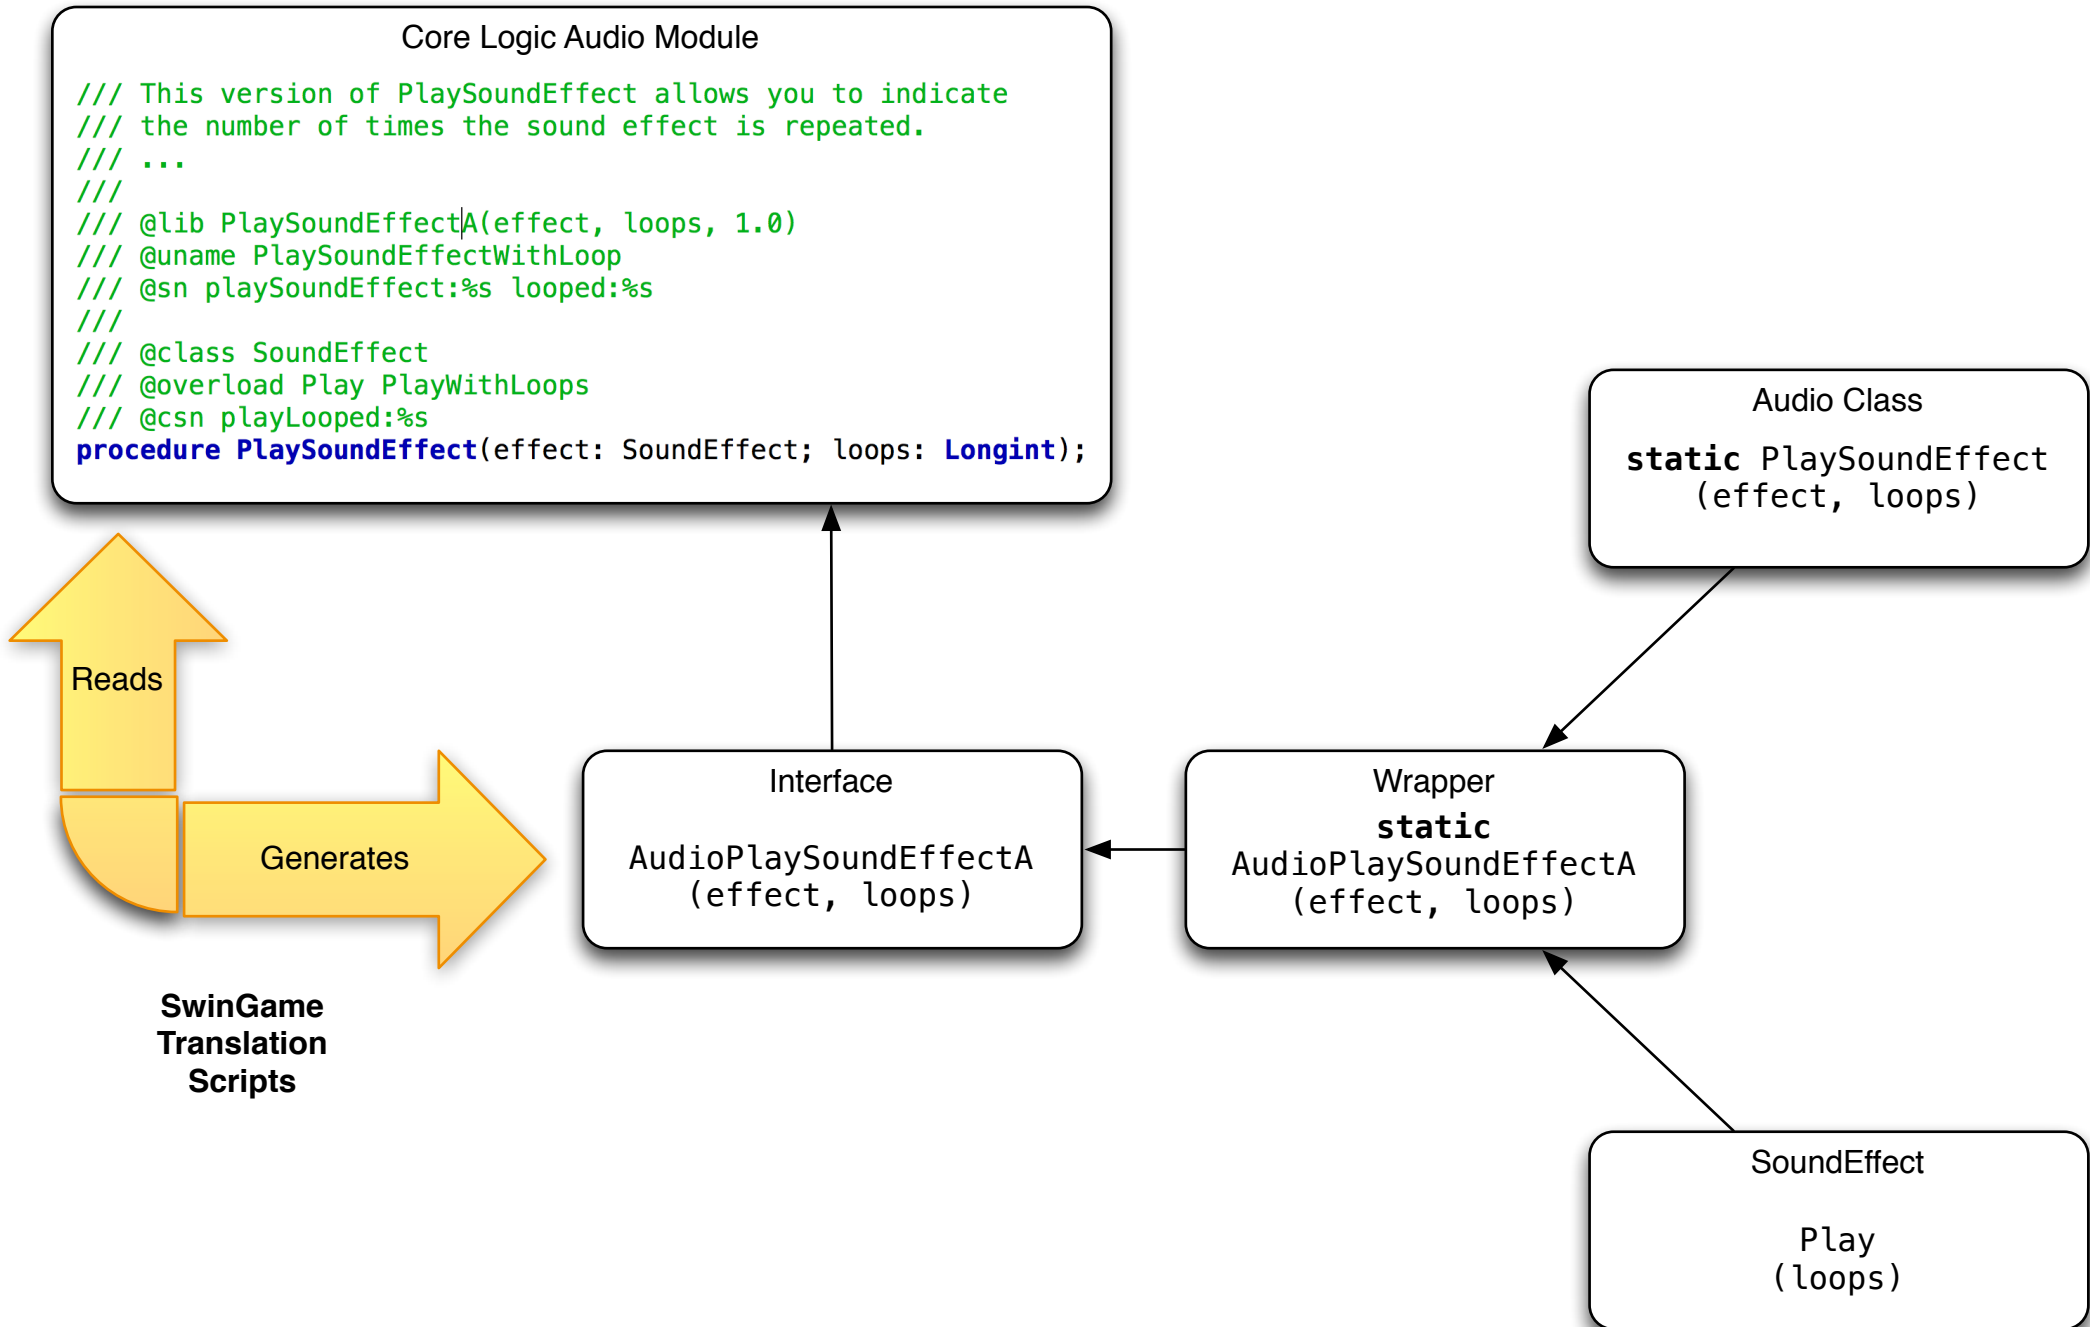 Core Logic Audio Module
/// This version of PlaySoundEffect allows you to indicate
/// the number of times the sound effect is repeated.
/// ...
///
/// @lib PlaySoundEffectA(effect, loops, 1.0)
/// @uname PlaySoundEffectWithLoop
/// @sn playSoundEffect:%s looped:%s
///
/// @class SoundEffect
/// @overload Play PlayWithLoops
/// @csn playLooped:%s
procedure PlaySoundEffect(effect: SoundEffect; loops: Longint);
Audio Class
static PlaySoundEffect
(effect, loops)
Reads
Generates
SwinGame
Translation
Scripts
Interface
AudioPlaySoundEffectA
(effect, loops)
Wrapper
static
AudioPlaySoundEffectA
(effect, loops)
SoundEffect
Play
(loops)